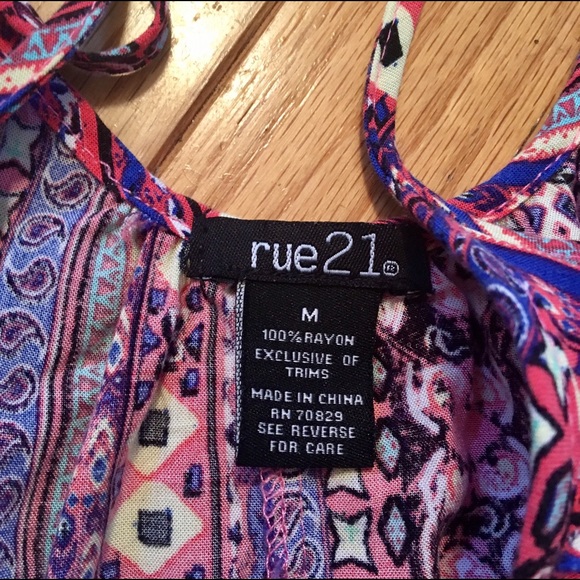 rue21®
M
100% RAYON
EXCLUSIVE OF
TRIMS
MADE IN CHINA
RN 70829
SEE REVERSE
FOR CARE